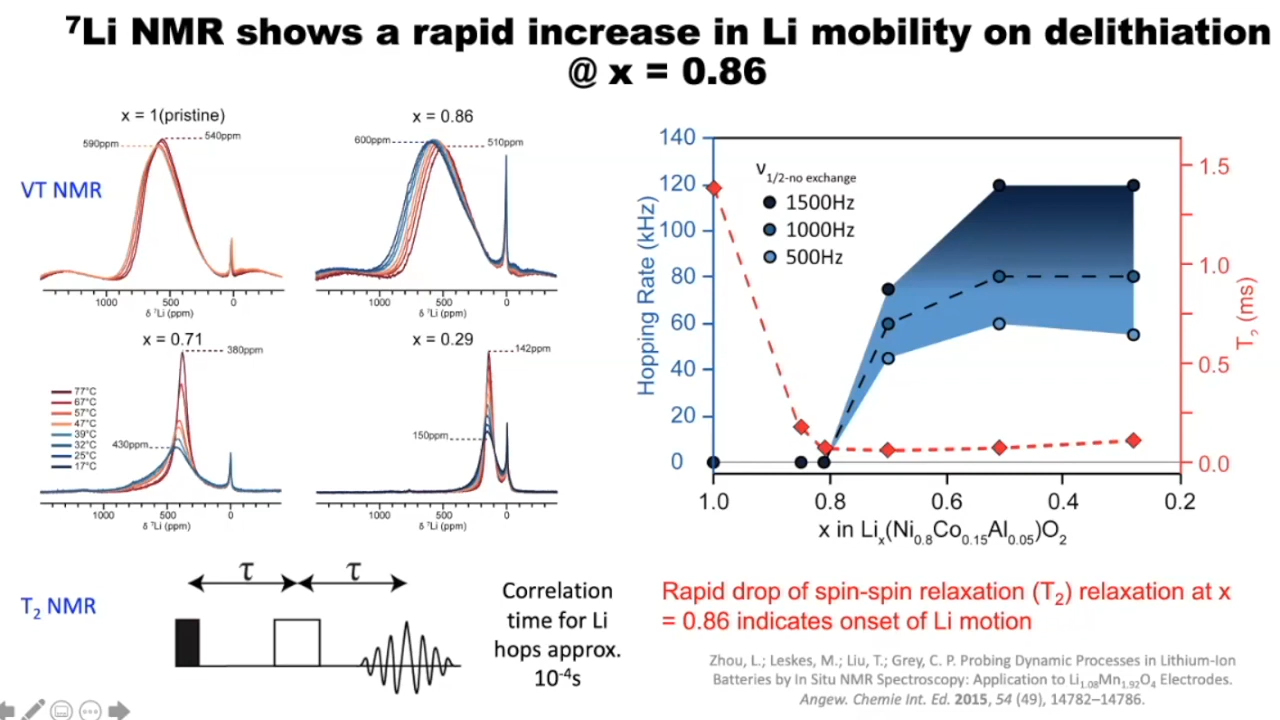 ⁷Li NMR shows a rapid increase in Li mobility on delithiation
@ x = 0.86
x = 1(pristine)
590ppm
540ppm
VT NMR
1000 500 0
δ ⁷Li (ppm)
x = 0.86
600ppm
510ppm
1000 500 0
δ ⁷Li (ppm)
x = 0.71
380ppm
77°C
67°C
57°C
47°C
39°C
32°C
25°C
17°C
430ppm
1000 500 0
δ ⁷Li (ppm)
x = 0.29
142ppm
150ppm
1000 500 0
δ ⁷Li (ppm)
Hopping Rate (kHz)
140
120
100
80
60
40
20
0
ν1/2-no exchange
1500Hz
1000Hz
500Hz
1.5
1.0
0.5
0.0
T₂ (ms)
1.0 0.8 0.6 0.4 0.2
x in Liₓ(Ni₀.₈Co₀.₁₅Al₀.₀₅)O₂
T₂ NMR
τ τ
Correlation
time for Li
hops approx.
10⁻⁴s
Rapid drop of spin-spin relaxation (T₂) relaxation at x
= 0.86 indicates onset of Li motion
Zhou, L.; Leskes, M.; Liu, T.; Grey, C. P. Probing Dynamic Processes in Lithium-Ion
Batteries by In Situ NMR Spectroscopy: Application to Li₁.₀₈Mn₁.₉₂O₄ Electrodes.
Angew. Chemie Int. Ed. 2015, 54 (49), 14782–14786.